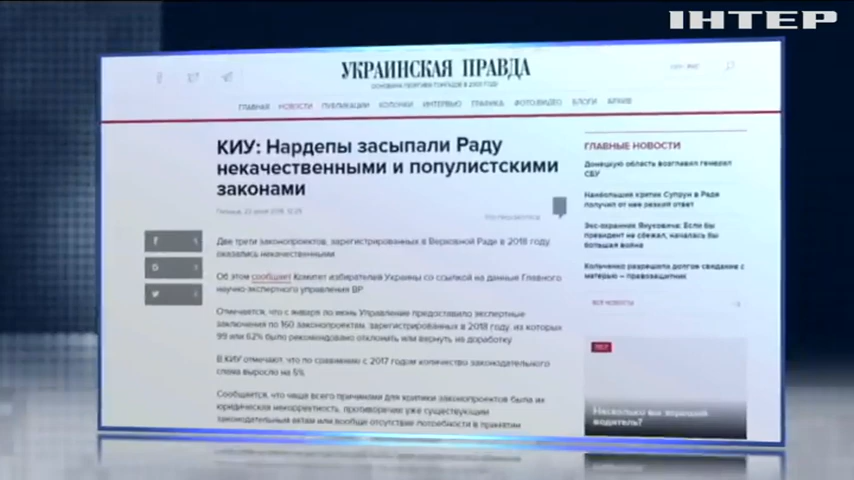 ІНТЕР
УКРАИНСКАЯ ПРАВДА
ГЛАВНАЯ НОВОСТИ ПУБЛИКАЦИИ КОЛОНКИ ИНТЕРВЬЮ ГРАФИКА ФОТО/ВИДЕО БЛОГИ АРХИВ
КИУ: Нардепы засыпали Раду
некачественными и популистскими
законами
Две трети законопроектов, зарегистрированных в Верховной Раде в 2018 году,
оказались некачественными.
Об этом сообщает Комитет избирателей Украины со ссылкой на данные Главного
научно-экспертного управления ВР
Отмечается, что с января по июнь Управление предоставило экспертные
заключения по 160 законопроектам, зарегистрированных в 2018 году, из которых
99 или 62% было рекомендовано отклонить или вернуть на доработку.
В КИУ отмечают, что по сравнению с 2017 годом количество законодательного
спама выросло на 5%
Сообщается, что чаще всего причинами для критики законопроектов была их
юридическая некорректность, противоречие уже существующим
законодательным актам или вообще отсутствие потребности в принятии
ГЛАВНЫЕ НОВОСТИ
Донецкую область возглавил генерал
СБУ
Наибольший критик Супрун в Раде
получил от нее резкий ответ
Экс-охранник Януковича: Если бы
президент не сбежал, началась бы
большая война
Кольченко разрешили долгое свидание с
матерью – правозащитник
ВСЕ НОВОСТИ
ТЕСТ
Насколько вы хороший
водитель?